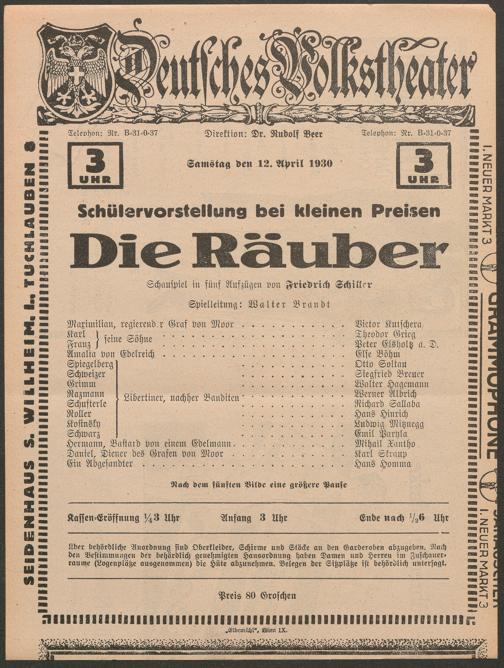 Deutsches Volkstheater
Telephon: Nr. B-31-0-37 Direktion: Dr. Rudolf Beer Telephon: Nr. B-31-0-37
3 UHR Samstag den 12. April 1930 3 UHR
Schülervorstellung bei kleinen Preisen
Die Räuber
Schauspiel in fünf Aufzügen von Friedrich Schiller
Spielleitung: Walter Brandt
Maximilian, regierender Graf von Moor Victor Kutschera
Karl } seine Söhne Theodor Grieg
Franz Peter Elsholtz a. D.
Amalia von Edelreich Else Böhm
Spiegelberg Otto Soltau
Schweizer Siegfried Breuer
Grimm Walter Hagemann
Razmann Werner Albrich
Schufterle } Libertiner, nachher Banditen Richard Sallaba
Roller Hans Hinrich
Kosinsky Ludwig Mitnegg
Schwarz Emil Paryla
Hermann, Bastard von einem Edelmann Mihail Xantho
Daniel, Diener des Grafen von Moor Karl Skraup
Ein Abgesandter Hans Homma
Nach dem fünften Bilde eine größere Pause
Kassen-Eröffnung 1/43 Uhr Anfang 3 Uhr Ende nach 1/26 Uhr
Über behördliche Anordnung sind Oberkleider, Schirme und Stöcke an den Garderoben abzugeben. Nach
den Bestimmungen der behördlich genehmigten Hausordnung haben Damen und Herren im Zuschauer-
raume (Logenplätze ausgenommen) die Hüte abzunehmen. Belegen der Sitzplätze ist behördlich untersagt.
Preis 80 Groschen
„Elbemühl“, Wien IX.
SEIDENHAUS S. WILLHEIM, I., TUCHLAUBEN 8
I. NEUER MARKT 3
GRAMMOPHONE
I. NEUER MARKT 3